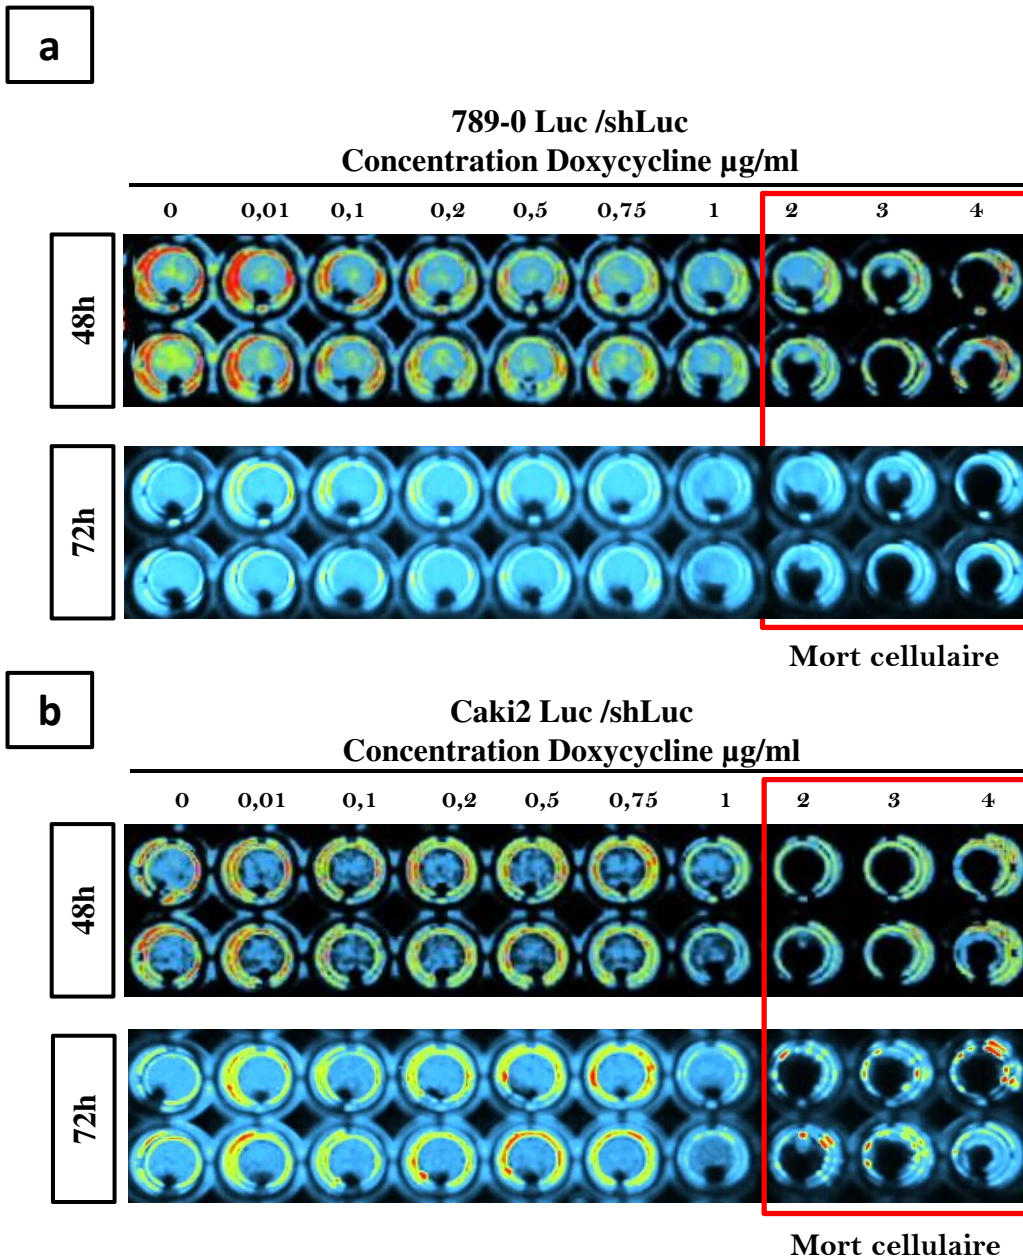 a
789-0 Luc /shLuc
Concentration Doxycycline µg/ml
0 0,01 0,1 0,2 0,5 0,75 1 2 3 4
48h
72h
Mort cellulaire
b
Caki2 Luc /shLuc
Concentration Doxycycline µg/ml
0 0,01 0,1 0,2 0,5 0,75 1 2 3 4
48h
72h
Mort cellulaire